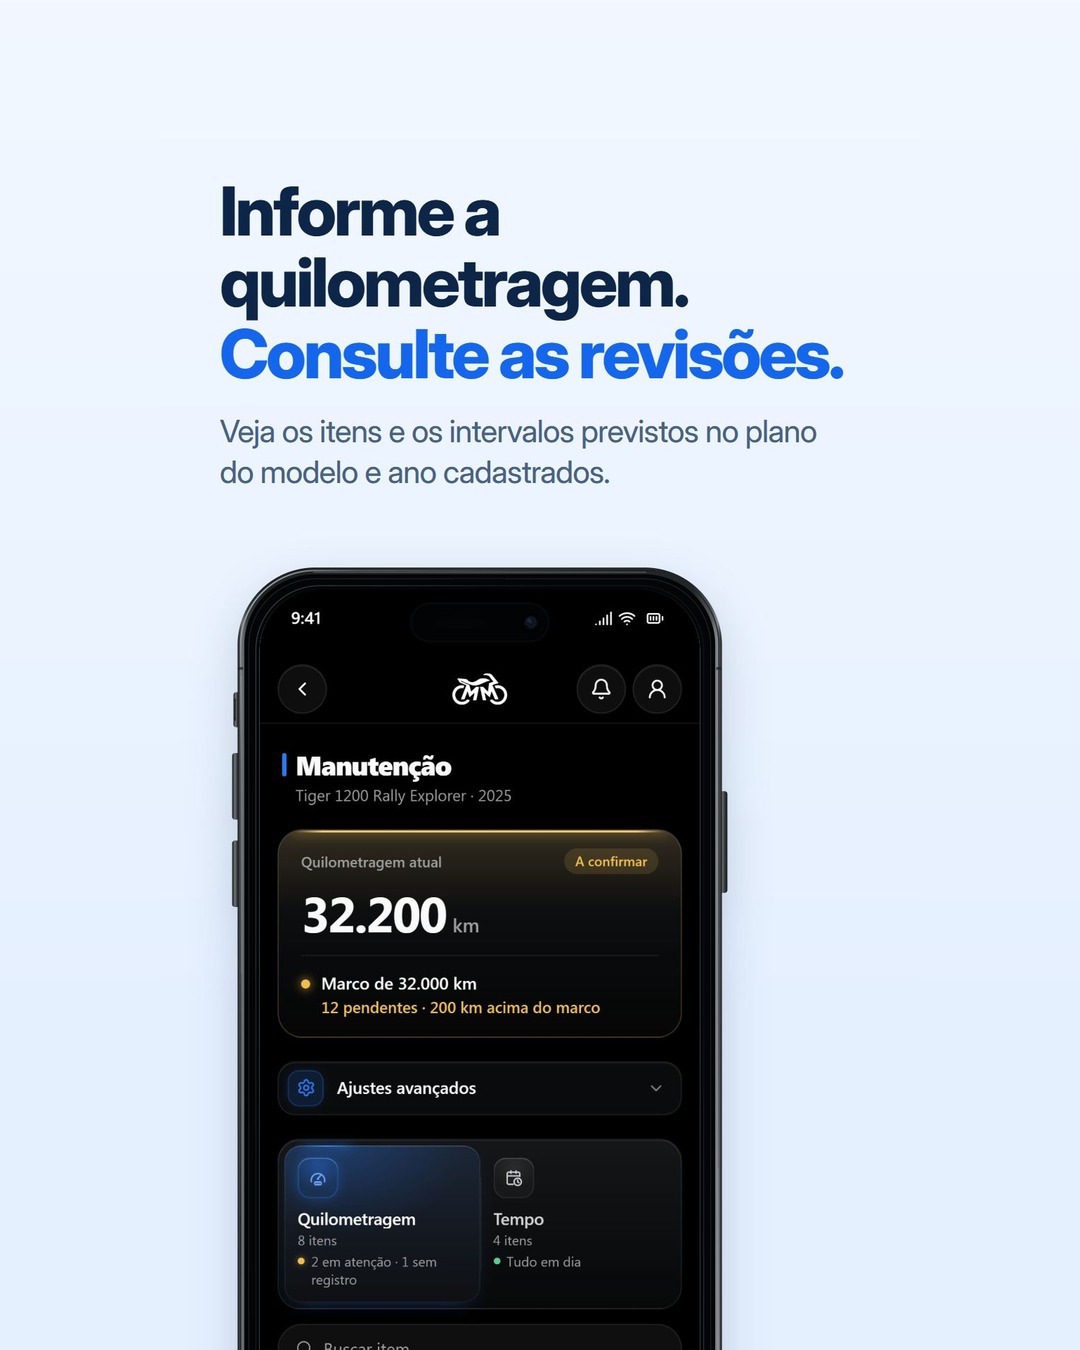 Informe a
quilometragem.
Consulte as revisões.
Veja os itens e os intervalos previstos no plano
do modelo e ano cadastrados.
9:41
MM
Manutenção
Tiger 1200 Rally Explorer · 2025
Quilometragem atual
A confirmar
32.200 km
Marco de 32.000 km
12 pendentes · 200 km acima do marco
Ajustes avançados
Quilometragem
8 itens
2 em atenção · 1 sem
registro
Tempo
4 itens
Tudo em dia
Buscar item